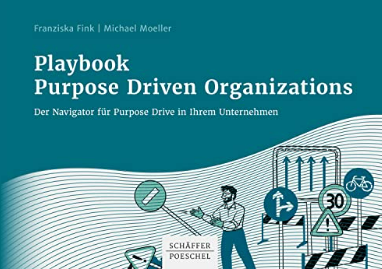 Franziska Fink | Michael Moeller
Playbook
Purpose Driven Organizations
Der Navigator für Purpose Drive in Ihrem Unternehmen
30
SCHÄFFER
POESCHEL